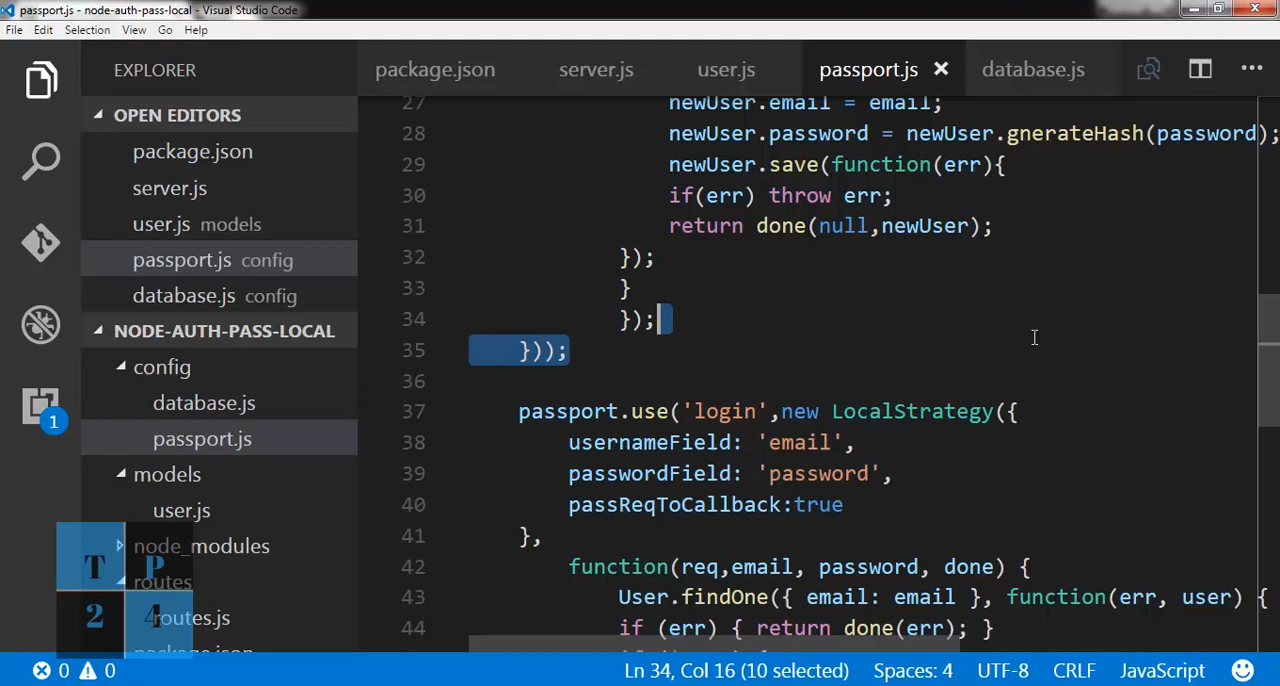 passport.js - node-auth-pass-local - Visual Studio Code
File Edit Selection View Go Help
EXPLORER
OPEN EDITORS
package.json
server.js
user.js models
passport.js config
database.js config
NODE-AUTH-PASS-LOCAL
config
database.js
passport.js
models
user.js
node_modules
routes
routes.js
package.json
T P
2 4
1
package.json server.js user.js passport.js database.js
27 newUser.email = email;
28 newUser.password = newUser.gnerateHash(password);
29 newUser.save(function(err){
30 if(err) throw err;
31 return done(null,newUser);
32 });
33 }
34 });
35 }));
36
37 passport.use('login',new LocalStrategy({
38 usernameField: 'email',
39 passwordField: 'password',
40 passReqToCallback:true
41 },
42 function(req,email, password, done) {
43 User.findOne({ email: email }, function(err, user) {
44 if (err) { return done(err); }
0 0 Ln 34, Col 16 (10 selected) Spaces: 4 UTF-8 CRLF JavaScript